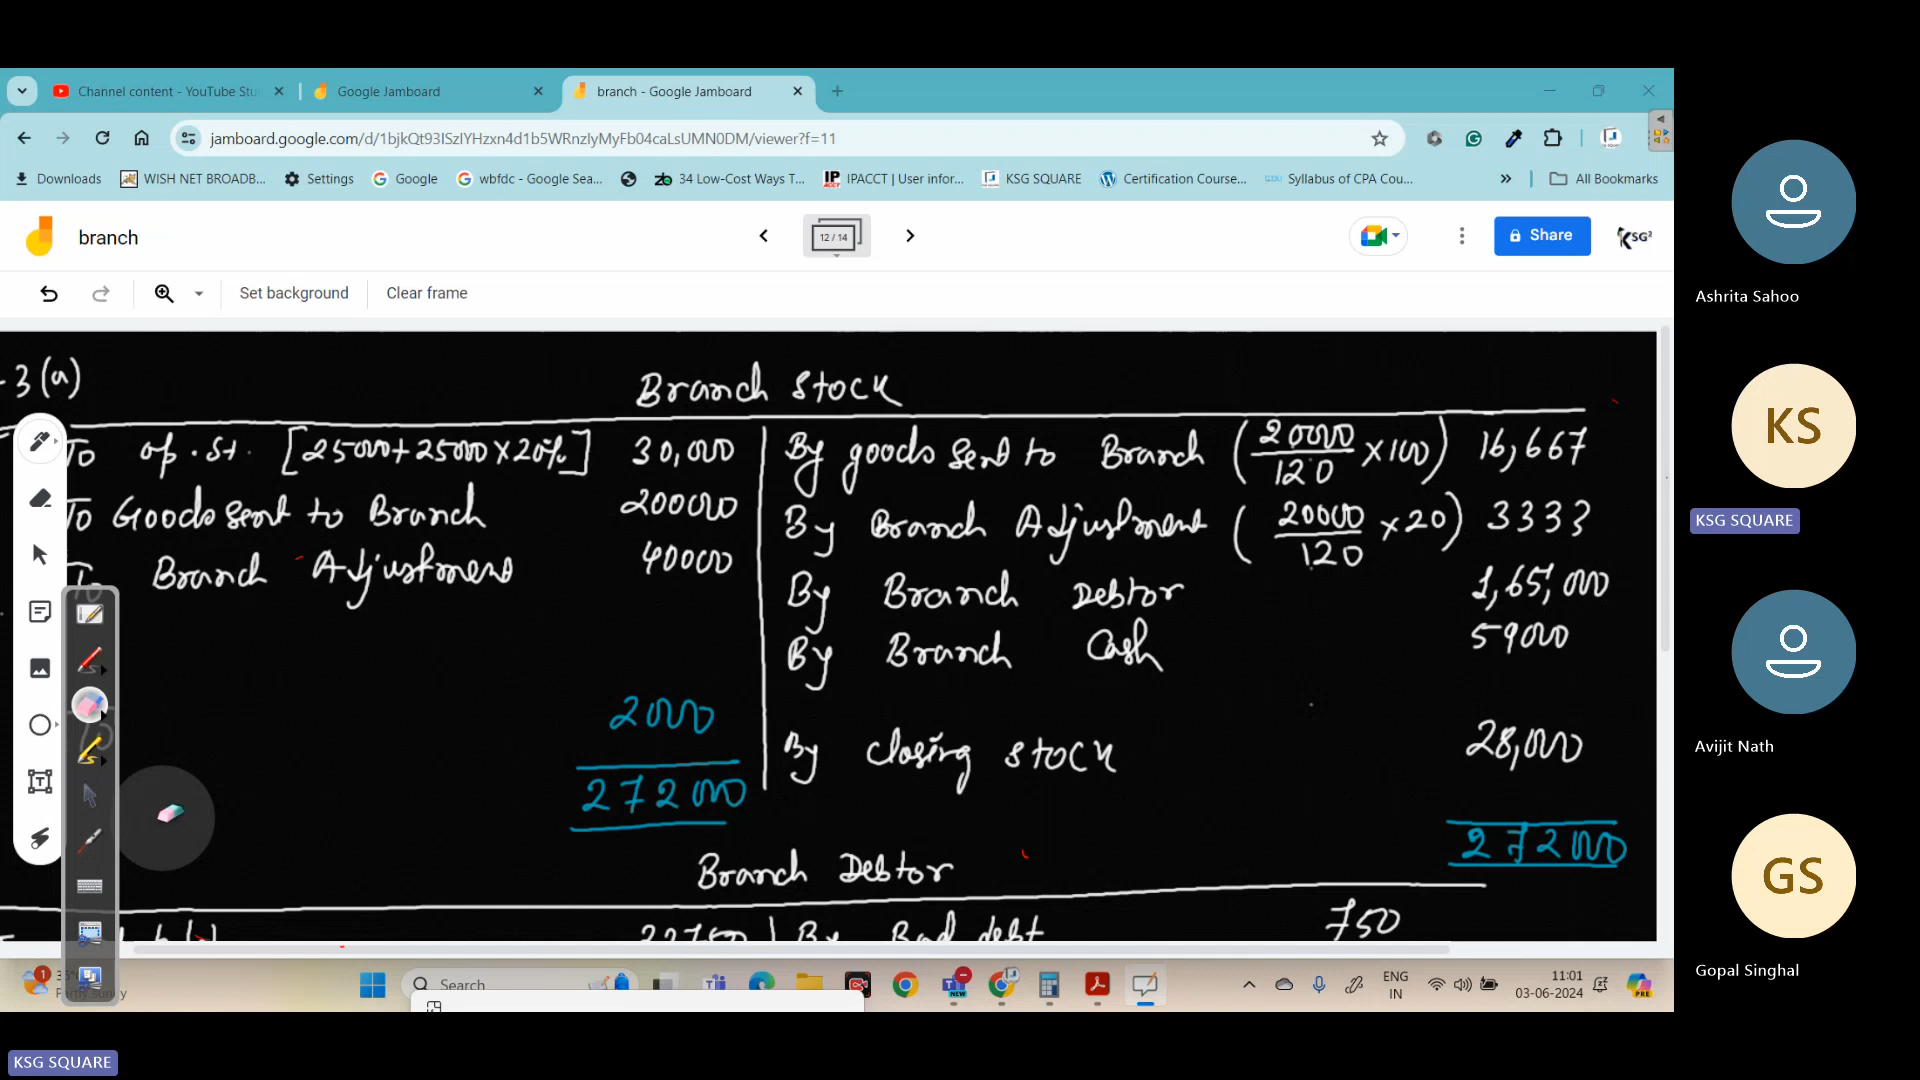 Channel content - YouTube Stu
Google Jamboard
branch - Google Jamboard
jamboard.google.com/d/1bjkQt93ISzIYHzxn4d1b5WRnzIyMyFb04caLsUMN0DM/viewer?f=11
Downloads
WISH NET BROADB...
Settings
Google
wbfdc - Google Sea...
34 Low-Cost Ways T...
IPACCT | User infor...
KSG SQUARE
Certification Course...
Syllabus of CPA Cou...
»
All Bookmarks
branch
12 / 14
Share
KSG²
Set background
Clear frame
- 3 (a)
Branch Stock
To op. st. [25000+25000×20%] 30,000
By goods sent to Branch (20000/120 ×100) 16,667
To Goods sent to Branch 200000
By Branch Adjustment (20000/120 ×20) 3333
To Branch Adjustment 40000
By Branch Debtor 1,65,000
By Branch Cash 59000
2000
By closing stock 28,000
272000
272000
Branch Debtor
22750
By Bad debt 750
Search
ENG
IN
11:01
03-06-2024
Ashrita Sahoo
KS
KSG SQUARE
Avijit Nath
GS
Gopal Singhal
KSG SQUARE